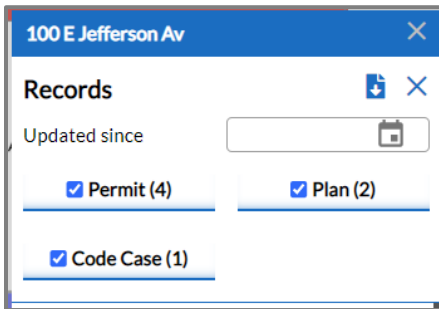 100 E Jefferson Av
Records
Updated since
Permit (4) Plan (2)
Code Case (1)